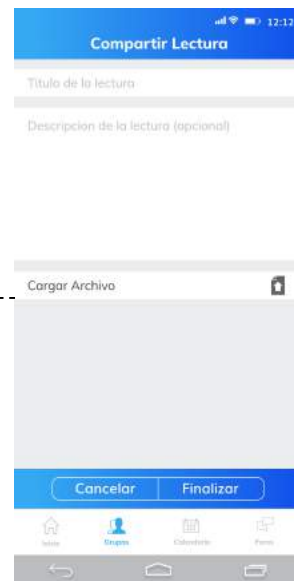 12:12
Compartir Lectura
Titulo de la lectura
Descripcion de la lectura (opcional)
Cargar Archivo
Cancelar Finalizar
Inicio Grupos Calendario Foros